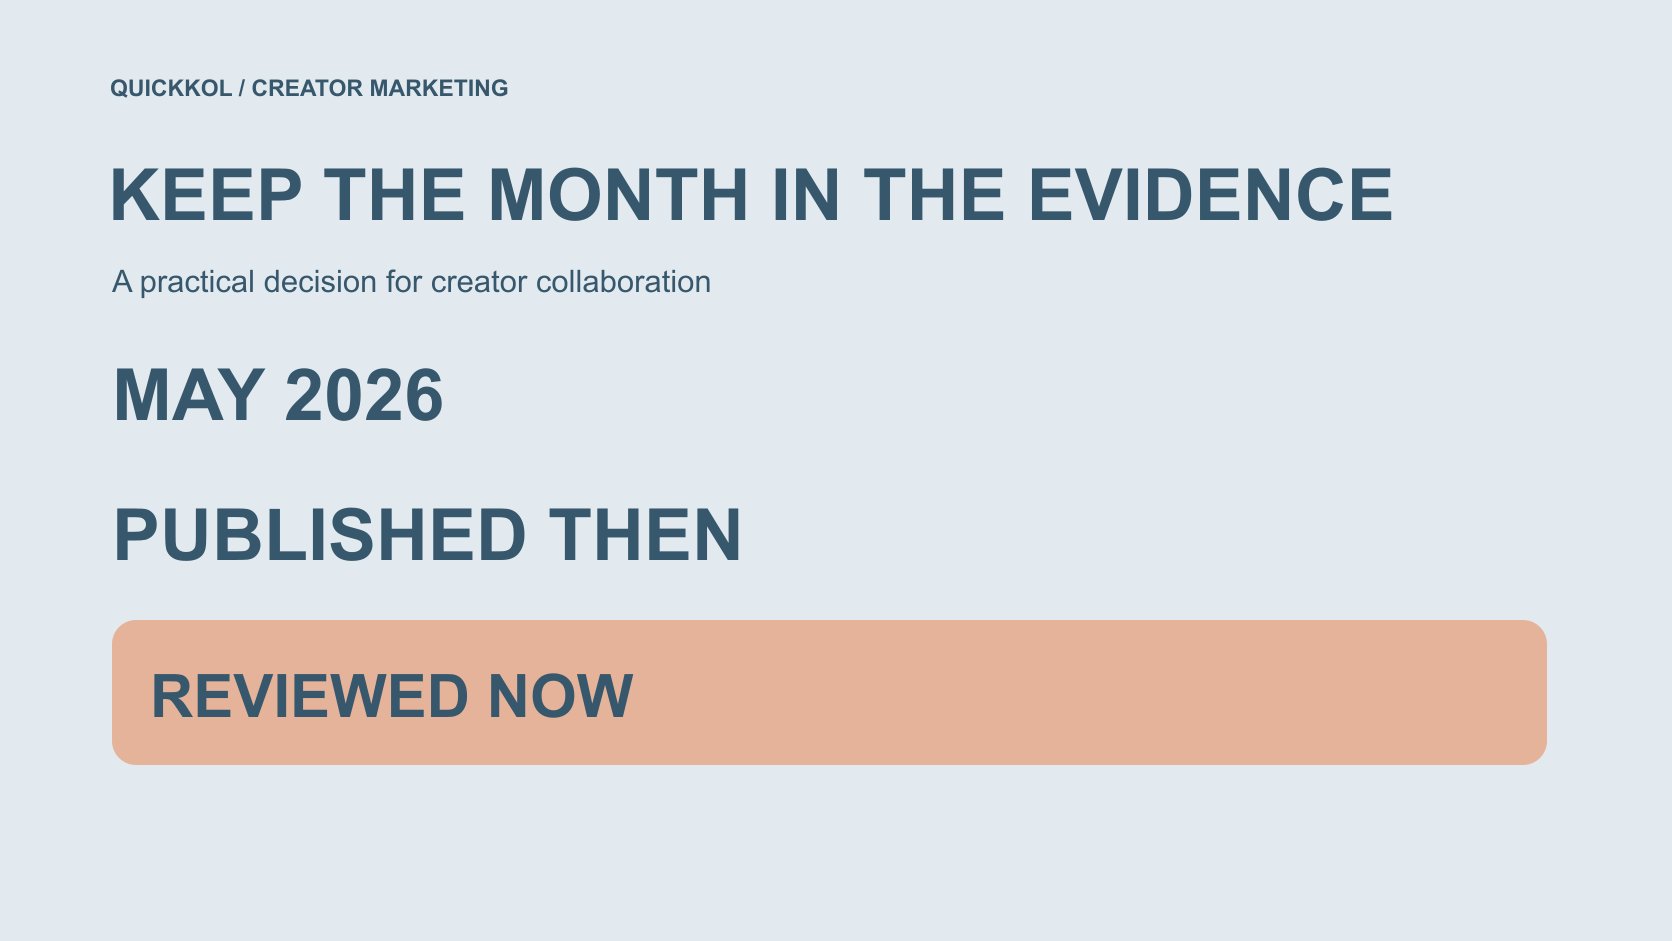 QUICKKOL / CREATOR MARKETING
KEEP THE MONTH IN THE EVIDENCE
A practical decision for creator collaboration
MAY 2026
PUBLISHED THEN
REVIEWED NOW